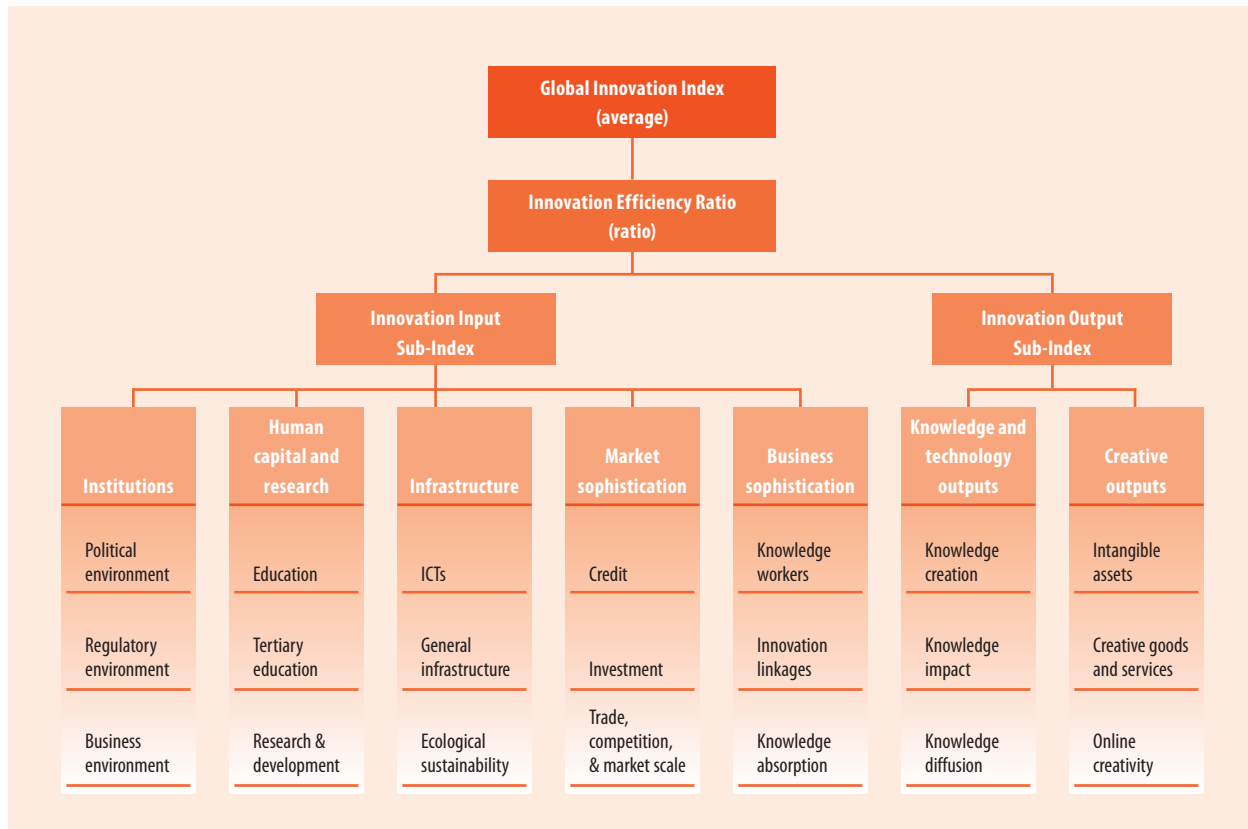 Global Innovation Index
(average)
Innovation Efficiency Ratio
(ratio)
Innovation Input
Sub-Index
Innovation Output
Sub-Index
Institutions
Human
capital and
research
Infrastructure
Market
sophistication
Business
sophistication
Knowledge and
technology
outputs
Creative
outputs
Political
environment
Education
ICTs
Credit
Knowledge
workers
Knowledge
creation
Intangible
assets
Regulatory
environment
Tertiary
education
General
infrastructure
Investment
Innovation
linkages
Knowledge
impact
Creative goods
and services
Business
environment
Research &
development
Ecological
sustainability
Trade,
competition,
& market scale
Knowledge
absorption
Knowledge
diffusion
Online
creativity